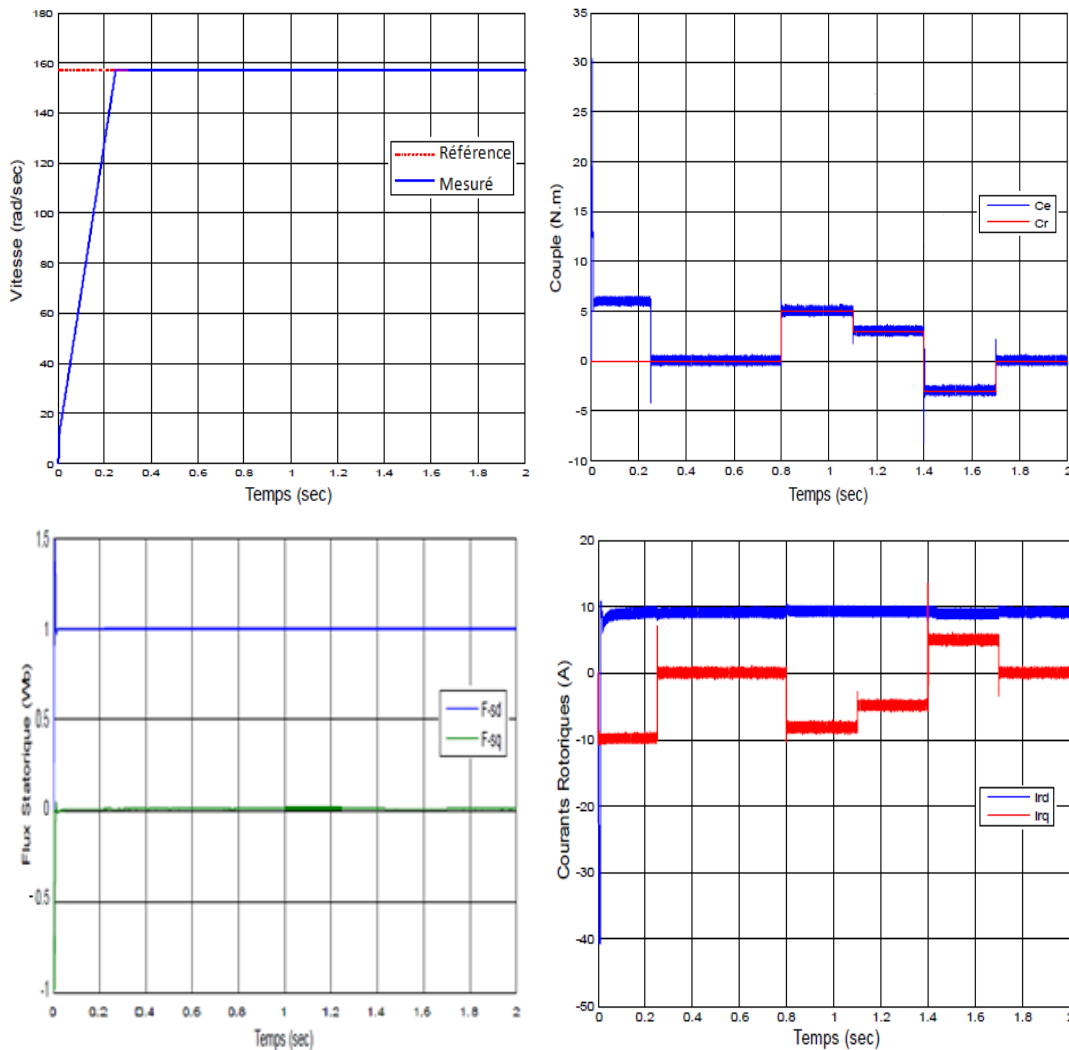 180
160
140
120
100
80
60
40
20
0
Vitesse (rad/sec)
Référence
Mesuré
0 0.2 0.4 0.6 0.8 1 1.2 1.4 1.6 1.8 2
Temps (sec)
35
30
25
20
15
10
5
0
-5
-10
Couple (N.m)
Ce
Cr
0 0.2 0.4 0.6 0.8 1 1.2 1.4 1.6 1.8 2
Temps (sec)
1.5
1
0.5
0
-0.5
-1
Flux Statorique (Wb)
F-sd
F-sq
0 0.2 0.4 0.6 0.8 1 1.2 1.4 1.6 1.8 2
Temps (sec)
20
10
0
-10
-20
-30
-40
-50
Courants Rotoriques (A)
Ird
Irq
0 0.2 0.4 0.6 0.8 1 1.2 1.4 1.6 1.8 2
Temps (sec)